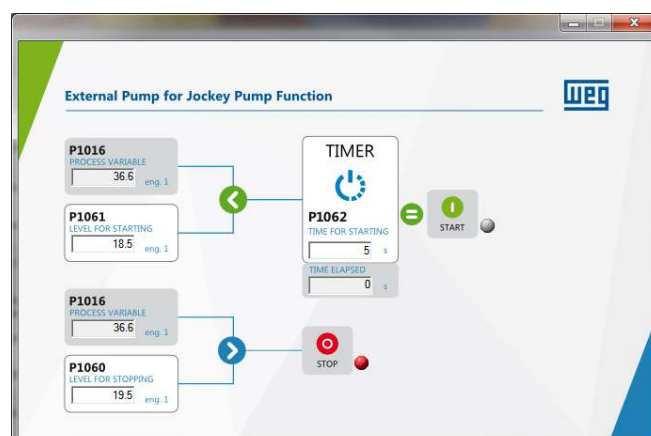 External Pump for Jockey Pump Function
WEG
P1016
PROCESS VARIABLE
36.6 eng. 1
P1061
LEVEL FOR STARTING
18.5 eng. 1
TIMER
P1062
TIME FOR STARTING
5 s
TIME ELAPSED
0 s
START
P1016
PROCESS VARIABLE
36.6 eng. 1
P1060
LEVEL FOR STOPPING
19.5 eng. 1
STOP